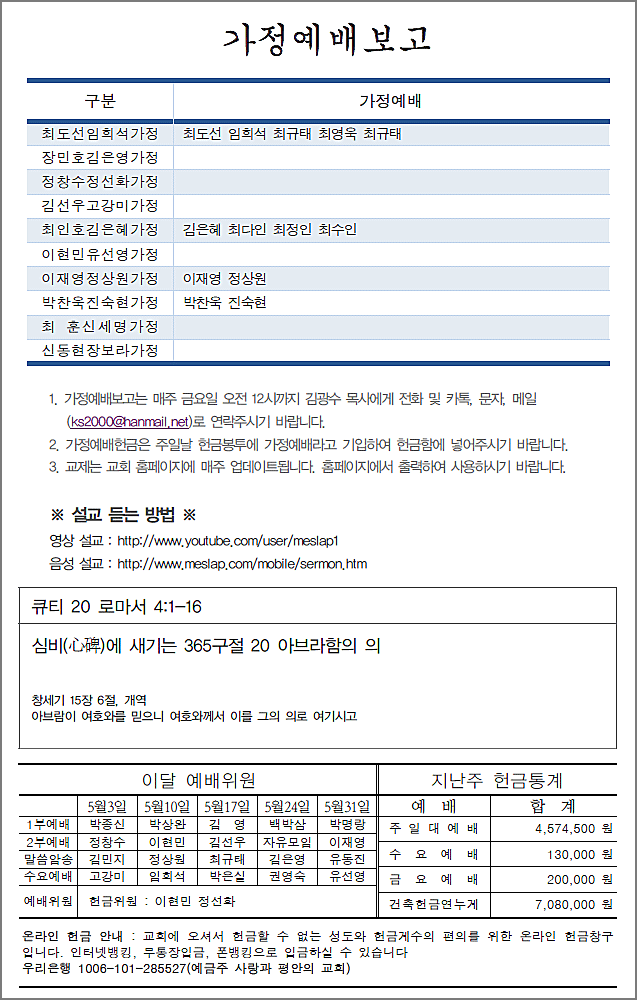 가정예배보고
구분 가정예배
최도선임희석가정 최도선 임희석 최규태 최영욱 최규태
장민호김은영가정
정창수정선화가정
김선우고강미가정
최인호김은혜가정 김은혜 최다인 최정인 최수인
이현민유선영가정
이재영정상원가정 이재영 정상원
박찬욱진숙현가정 박찬욱 진숙현
최 훈신세명가정
신동현장보라가정
1. 가정예배보고는 매주 금요일 오전 12시까지 김광수 목사에게 전화 및 카톡, 문자, 메일
(ks2000@hanmail.net)로 연락주시기 바랍니다.
2. 가정예배헌금은 주일날 헌금봉투에 가정예배라고 기입하여 헌금함에 넣어주시기 바랍니다.
3. 교제는 교회 홈페이지에 매주 업데이트됩니다. 홈페이지에서 출력하여 사용하시기 바랍니다.
※ 설교 듣는 방법 ※
영상 설교 : http://www.youtube.com/user/meslap1
음성 설교 : http://www.meslap.com/mobile/sermon.htm
큐티 20 로마서 4:1-16
심비(心碑)에 새기는 365구절 20 아브라함의 의
창세기 15장 6절, 개역
아브람이 여호와를 믿으니 여호와께서 이를 그의 의로 여기시고
이달 예배위원
5월3일 5월10일 5월17일 5월24일 5월31일
1부예배 박종신 박상완 김 영 백박삼 박명랑
2부예배 정창수 이현민 김선우 자유모임 이재영
말씀암송 김민지 정상원 최규태 김은영 유동진
수요예배 고강미 임희석 박은실 권영숙 유선영
예배위원 헌금위원 : 이현민 정선화
지난주 헌금통계
예 배 합 계
주 일 대 예 배 4,574,500 원
수 요 예 배 130,000 원
금 요 예 배 200,000 원
건축헌금연누계 7,080,000 원
온라인 헌금 안내 : 교회에 오셔서 헌금할 수 없는 성도와 헌금계수의 편의를 위한 온라인 헌금창구
입니다. 인터넷뱅킹, 무통장입금, 폰뱅킹으로 입금하실 수 있습니다
우리은행 1006-101-285527(예금주 사랑과 평안의 교회)